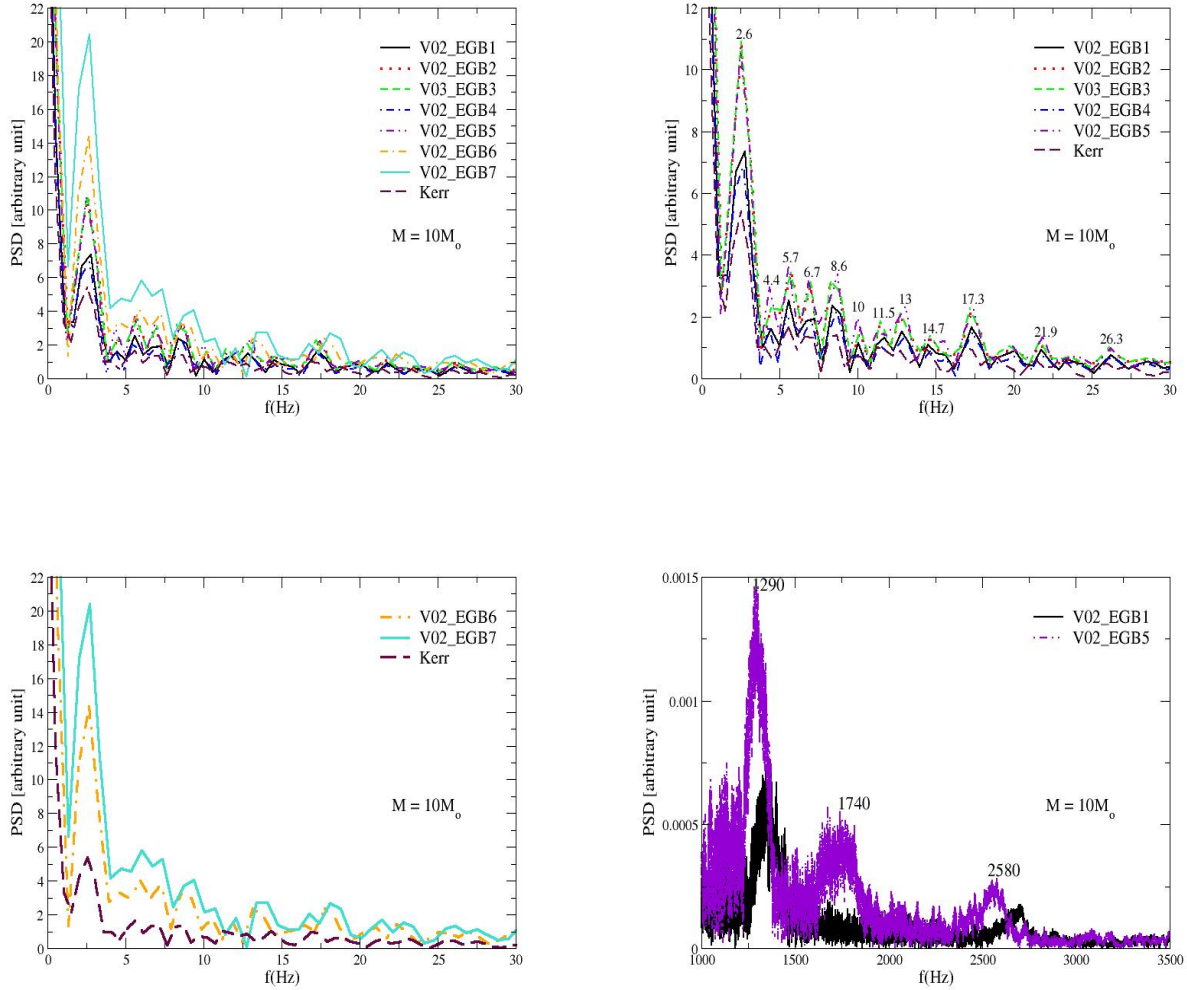 PSD [arbitrary unit]
22
20
18
16
14
12
10
8
6
4
2
0
V02_EGB1
V02_EGB2
V03_EGB3
V02_EGB4
V02_EGB5
V02_EGB6
V02_EGB7
Kerr
M = 10Mo
0 5 10 15 20 25 30
f(Hz)
PSD [arbitrary unit]
12
10
8
6
4
2
0
V02_EGB1
V02_EGB2
V03_EGB3
V02_EGB4
V02_EGB5
Kerr
M = 10Mo
2.6
4.4
5.7
6.7
8.6
10
11.5
13
14.7
17.3
21.9
26.3
0 5 10 15 20 25 30
f(Hz)
PSD [arbitrary unit]
22
20
18
16
14
12
10
8
6
4
2
0
V02_EGB6
V02_EGB7
Kerr
M = 10Mo
0 5 10 15 20 25 30
f(Hz)
PSD [arbitrary unit]
0.0015
0.001
0.0005
0
V02_EGB1
V02_EGB5
M = 10Mo
1290
1740
2580
1000 1500 2000 2500 3000 3500
f(Hz)